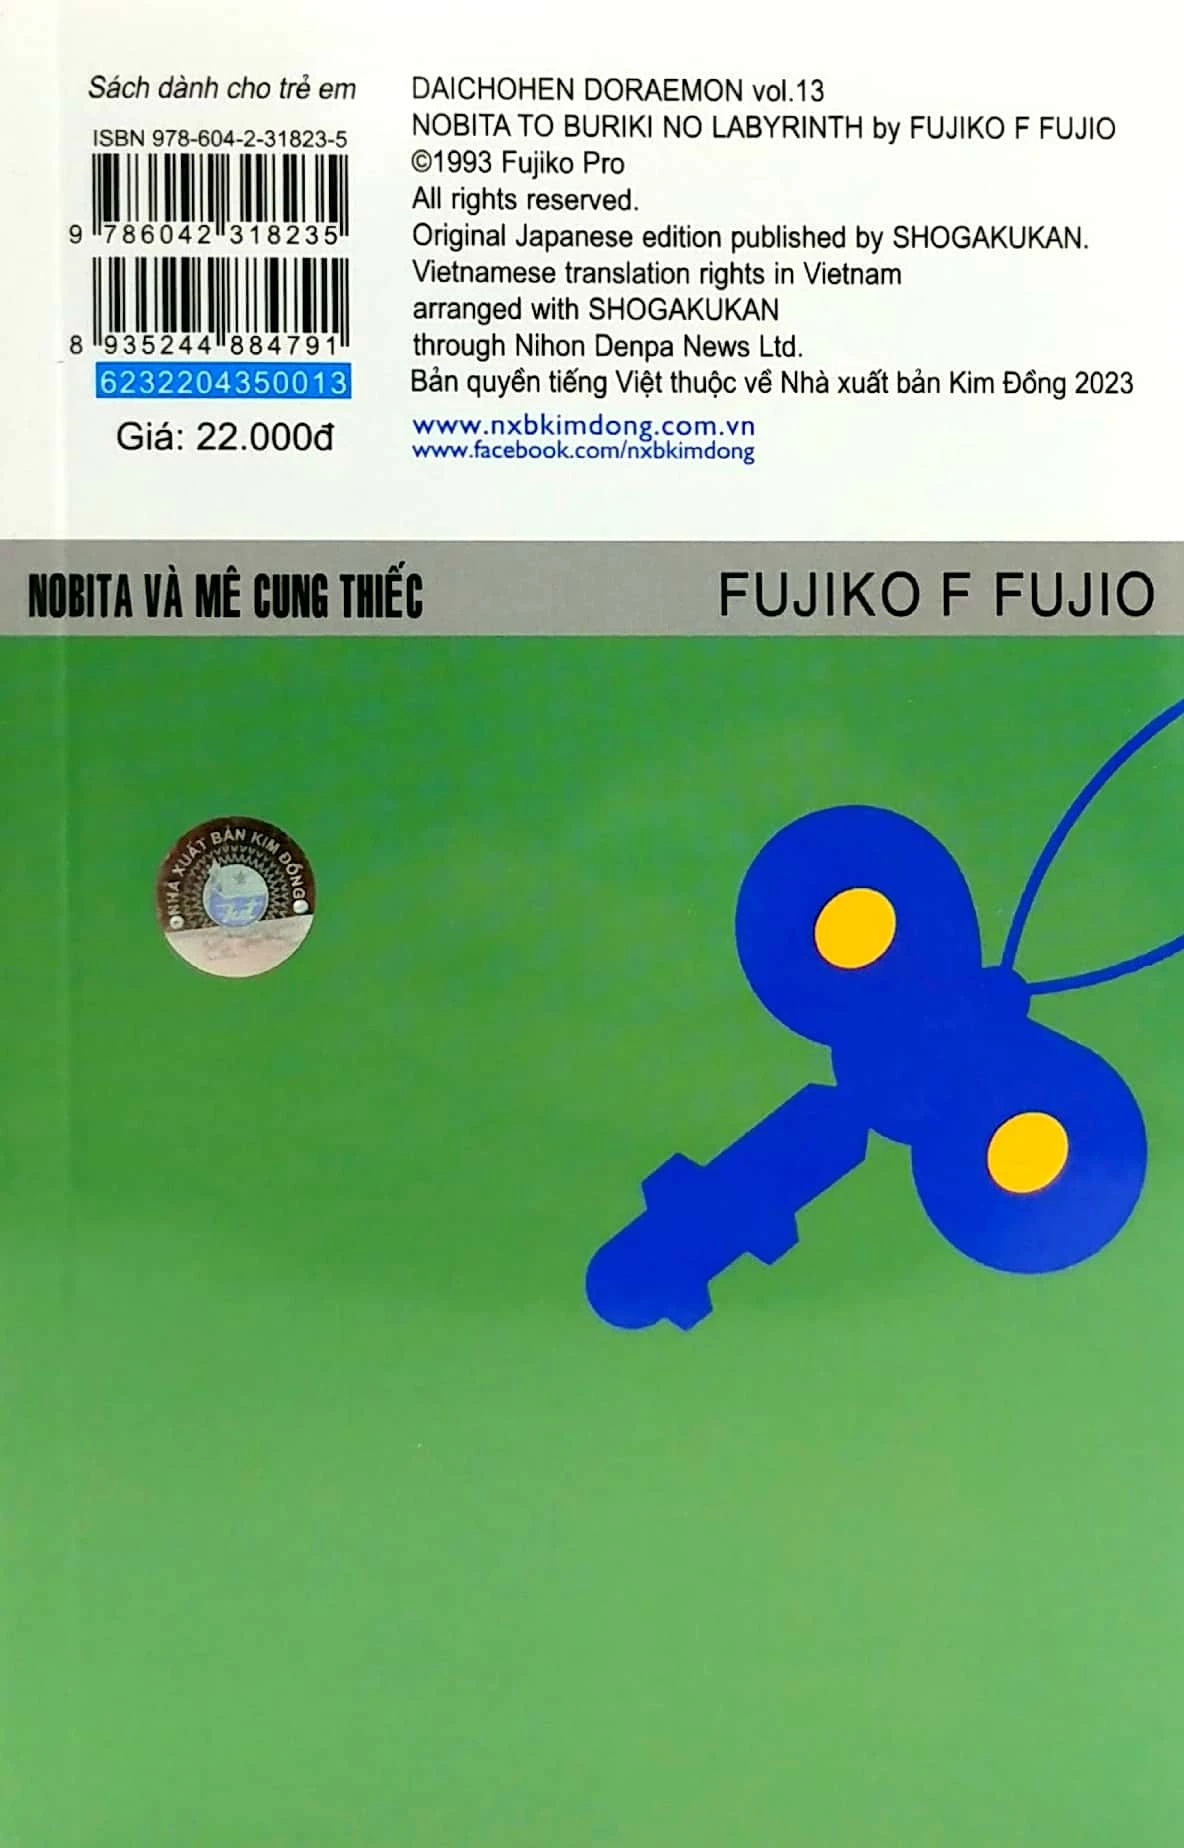 Sách dành cho trẻ em
ISBN 978-604-2-31823-5
9 786042 318235
8 935244 884791
6232204350013
Giá: 22.000đ
DAICHOHEN DORAEMON vol.13
NOBITA TO BURIKI NO LABYRINTH by FUJIKO F FUJIO
©1993 Fujiko Pro
All rights reserved.
Original Japanese edition published by SHOGAKUKAN.
Vietnamese translation rights in Vietnam
arranged with SHOGAKUKAN
through Nihon Denpa News Ltd.
Bản quyền tiếng Việt thuộc về Nhà xuất bản Kim Đồng 2023
www.nxbkimdong.com.vn
www.facebook.com/nxbkimdong
NOBITA VÀ MÊ CUNG THIẾC
FUJIKO F FUJIO
NHÀ XUẤT BẢN KIM ĐỒNG